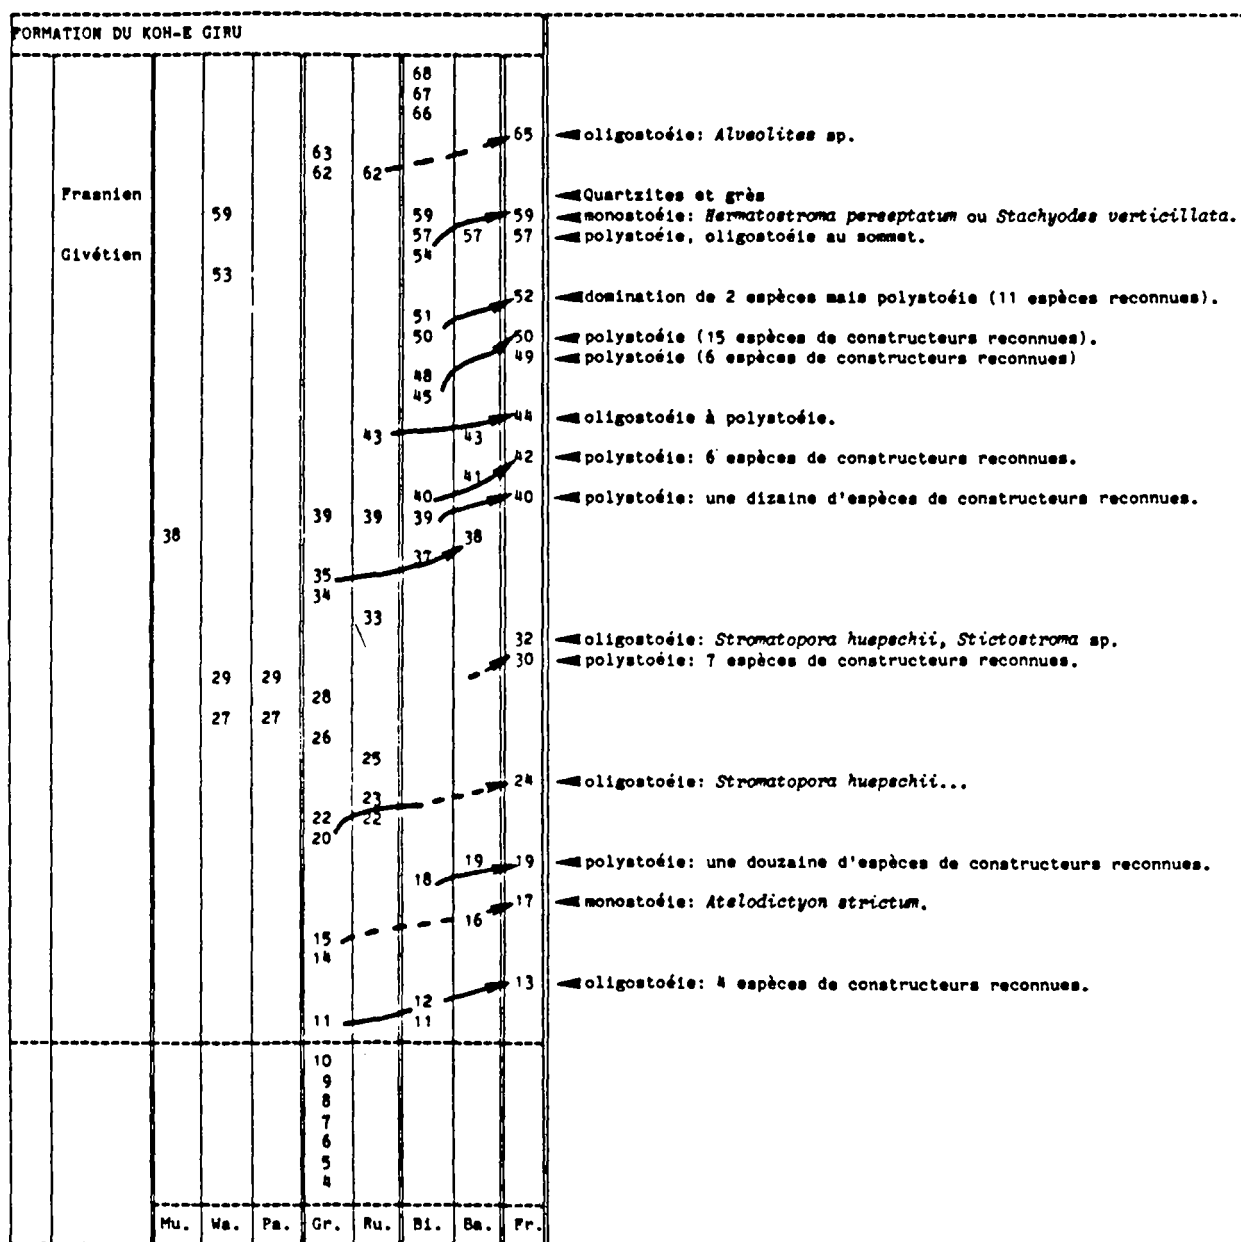 FORMATION DU KOH-E GIRU
68
67
66
65 oligostoéie: Alveolites sp.
63
62 62
Frasnien Quartzites et grès
59 59 59 monostoéie: Hermatostroma perseptatum ou Stachyodes verticillata.
57 57 57 polystoéie, oligostoéie au sommet.
Givétien 54
53
52 domination de 2 espèces mais polystoéie (11 espèces reconnues).
51
50 50 polystoéie (15 espèces de constructeurs reconnues).
49 polystoéie (6 espèces de constructeurs reconnues)
48
45
44 oligostoéie à polystoéie.
43 43
42 polystoéie: 6 espèces de constructeurs reconnues.
41
40 40 polystoéie: une dizaine d'espèces de constructeurs reconnues.
39 39 39
38 38
37
35
34
33
32 oligostoéie: Stromatopora huepschii, Stictostroma sp.
30 polystoéie: 7 espèces de constructeurs reconnues.
29 29
28
27 27
26
25
24 oligostoéie: Stromatopora huepschii...
23
22 22
20
19 19 polystoéie: une douzaine d'espèces de constructeurs reconnues.
18
17 monostoéie: Atelodictyon strictum.
16
15
14
13 oligostoéie: 4 espèces de constructeurs reconnues.
12
11 11
10
9
8
7
6
5
4
Mu. Wa. Pa. Gr. Ru. Bi. Ba. Fr.